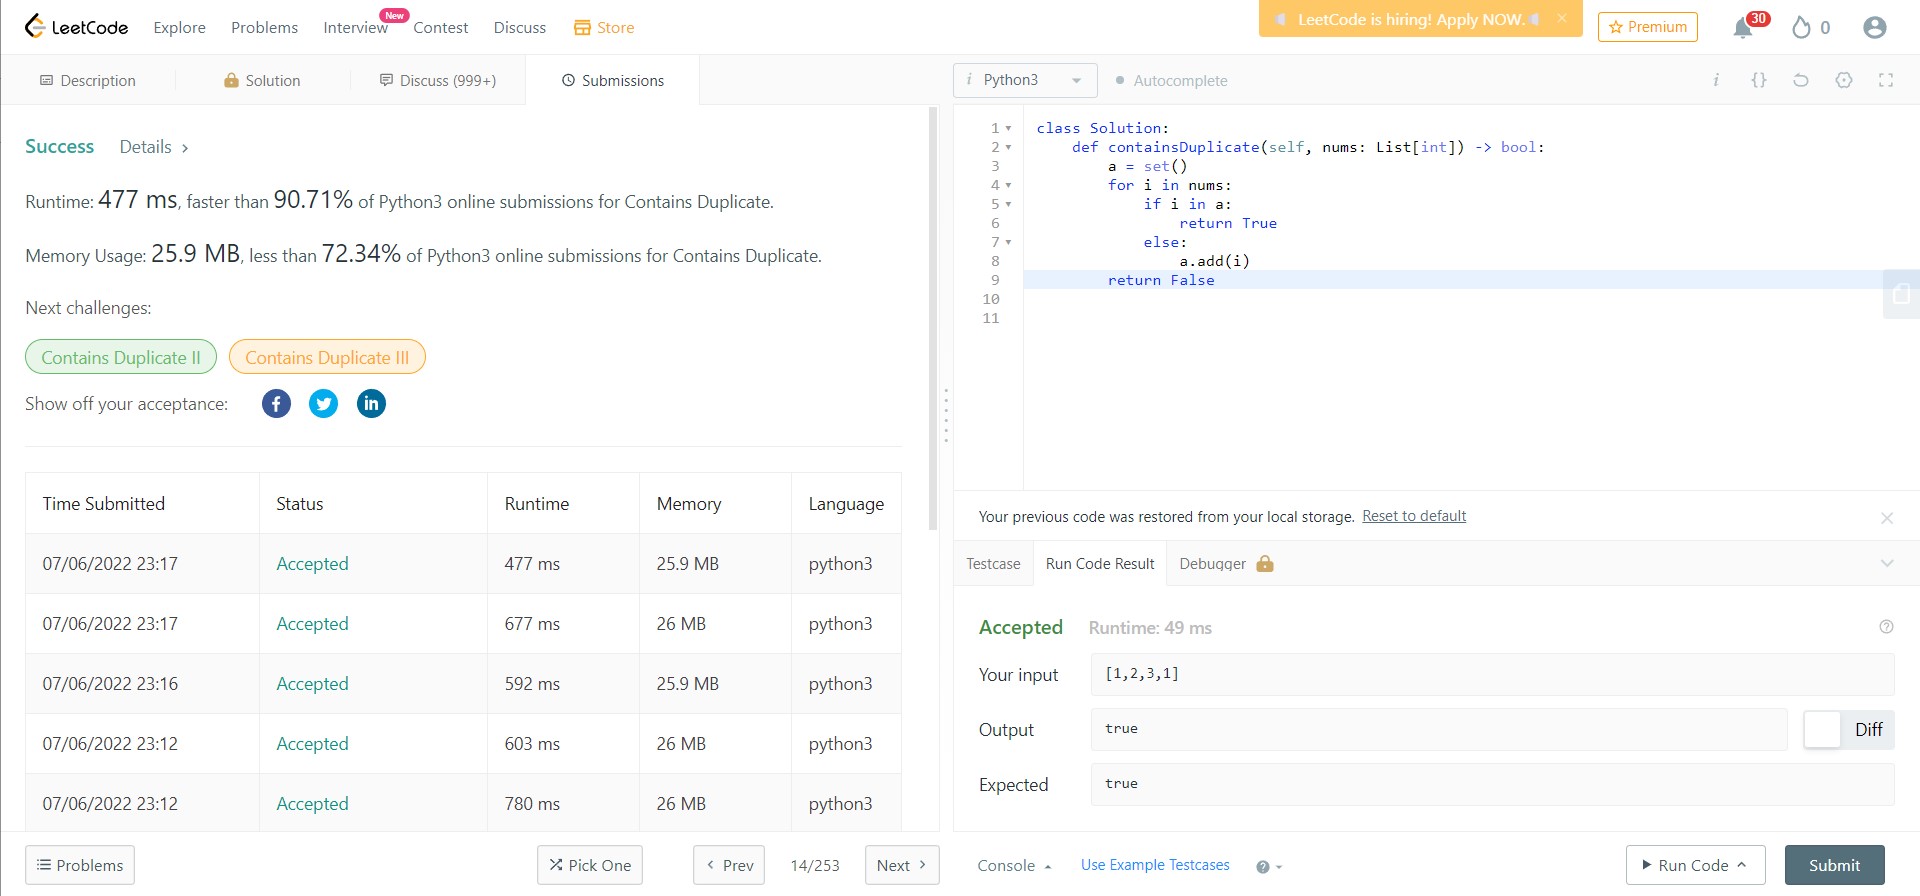 LeetCode Explore Problems Interview New Contest Discuss Store LeetCode is hiring! Apply NOW. × Premium 30 0
Description Solution Discuss (999+) Submissions
Success Details >
Runtime: 477 ms, faster than 90.71% of Python3 online submissions for Contains Duplicate.
Memory Usage: 25.9 MB, less than 72.34% of Python3 online submissions for Contains Duplicate.
Next challenges:
Contains Duplicate II Contains Duplicate III
Show off your acceptance:
Time Submitted Status Runtime Memory Language
07/06/2022 23:17 Accepted 477 ms 25.9 MB python3
07/06/2022 23:17 Accepted 677 ms 26 MB python3
07/06/2022 23:16 Accepted 592 ms 25.9 MB python3
07/06/2022 23:12 Accepted 603 ms 26 MB python3
07/06/2022 23:12 Accepted 780 ms 26 MB python3
Problems Pick One < Prev 14/253 Next >
i Python3 Autocomplete i {}
1 class Solution:
2 def containsDuplicate(self, nums: List[int]) -> bool:
3 a = set()
4 for i in nums:
5 if i in a:
6 return True
7 else:
8 a.add(i)
9 return False
10
11
Your previous code was restored from your local storage. Reset to default
Testcase Run Code Result Debugger
Accepted Runtime: 49 ms
Your input [1,2,3,1]
Output true Diff
Expected true
Console Use Example Testcases ? Run Code Submit